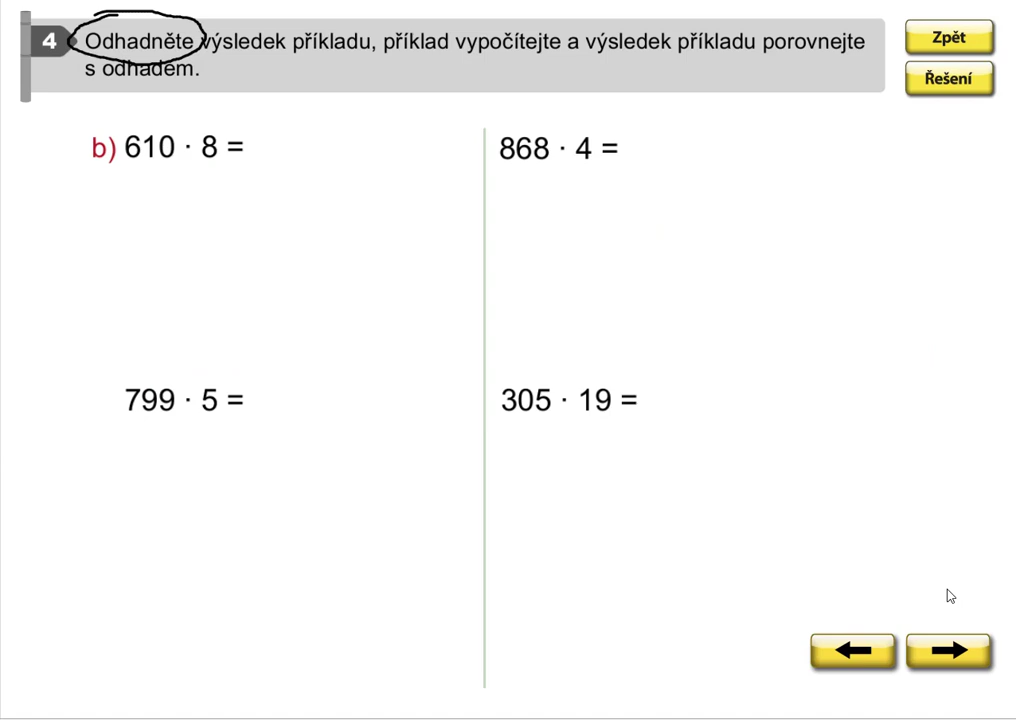 4 Odhadněte výsledek příkladu, příklad vypočítejte a výsledek příkladu porovnejte
s odhadem.
Zpět
Řešení
b) 610 · 8 =
868 · 4 =
799 · 5 =
305 · 19 =